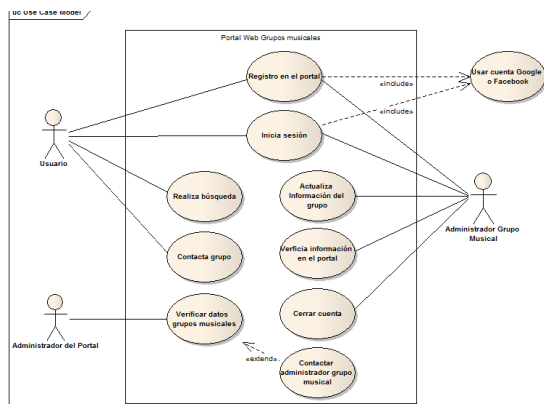 uc Use Case Model
Portal Web Grupos musicales
Registro en el portal
Usar cuenta Google
o Facebook
«include»
«include»
Inicia sesión
Usuario
Realiza búsqueda
Actualiza
Información del
grupo
Administrador Grupo
Musical
Contacta grupo
Verficia información
en el portal
Verificar datos
grupos musicales
Cerrar cuenta
Administrador del Portal
«extend»
Contactar
administrador grupo
musical